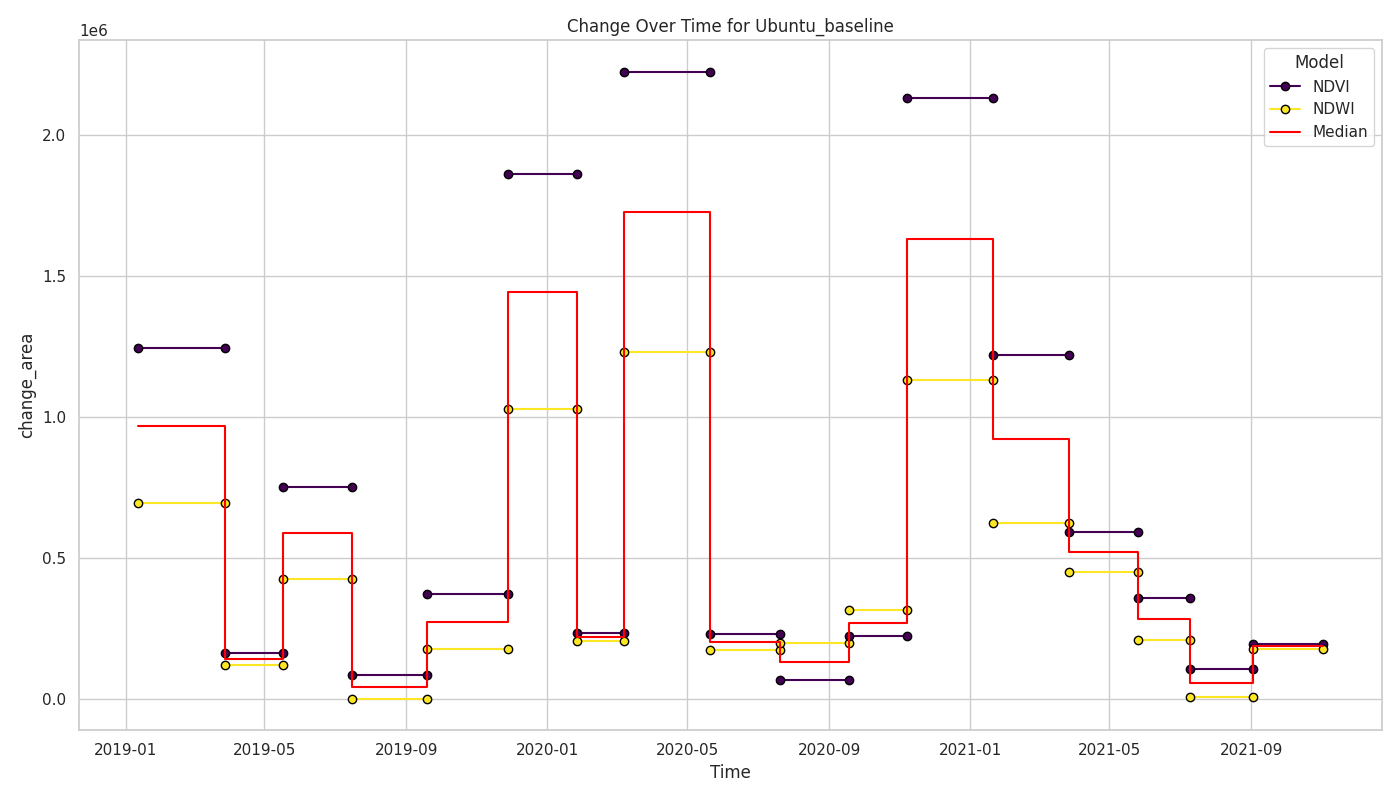 Change Over Time for Ubuntu_baseline
1e6
Model
NDVI
NDWI
Median
2.0
1.5
1.0
0.5
0.0
change_area
2019-01
2019-05
2019-09
2020-01
2020-05
2020-09
2021-01
2021-05
2021-09
Time